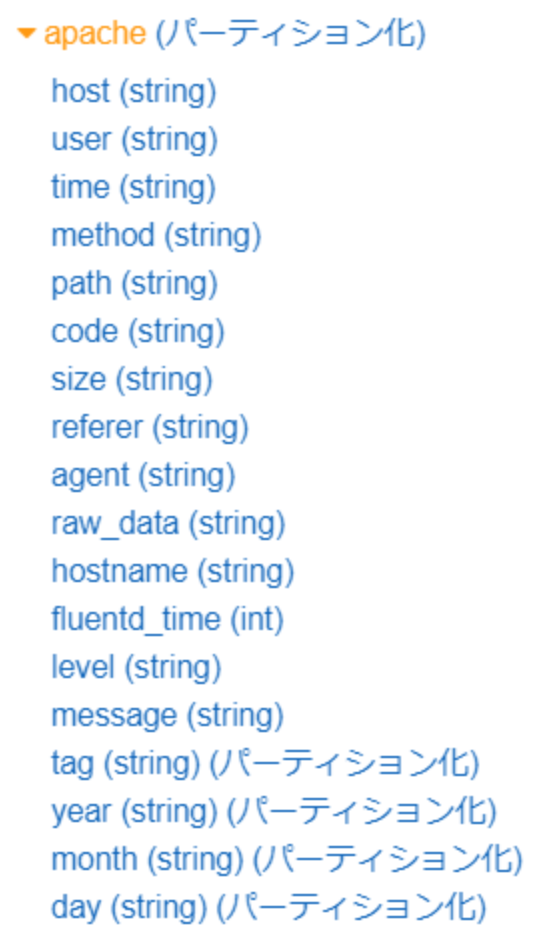 apache (パーティション化)
host (string)
user (string)
time (string)
method (string)
path (string)
code (string)
size (string)
referer (string)
agent (string)
raw_data (string)
hostname (string)
fluentd_time (int)
level (string)
message (string)
tag (string) (パーティション化)
year (string) (パーティション化)
month (string) (パーティション化)
day (string) (パーティション化)